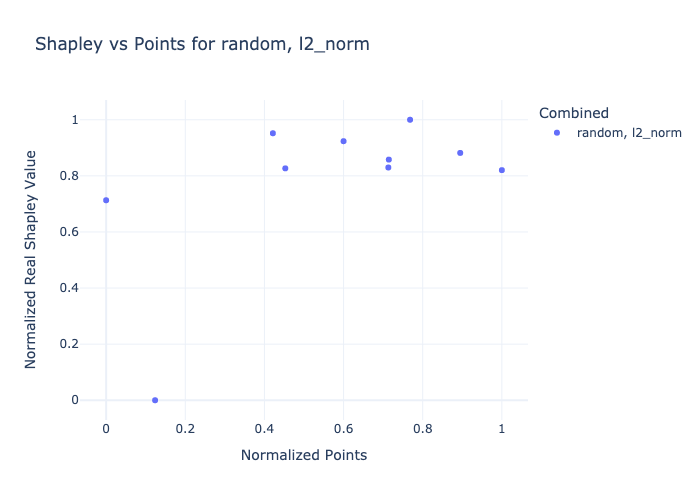 Shapley vs Points for random, l2_norm
Combined
random, l2_norm
Normalized Real Shapley Value
1
0.8
0.6
0.4
0.2
0
0
0.2
0.4
0.6
0.8
1
Normalized Points